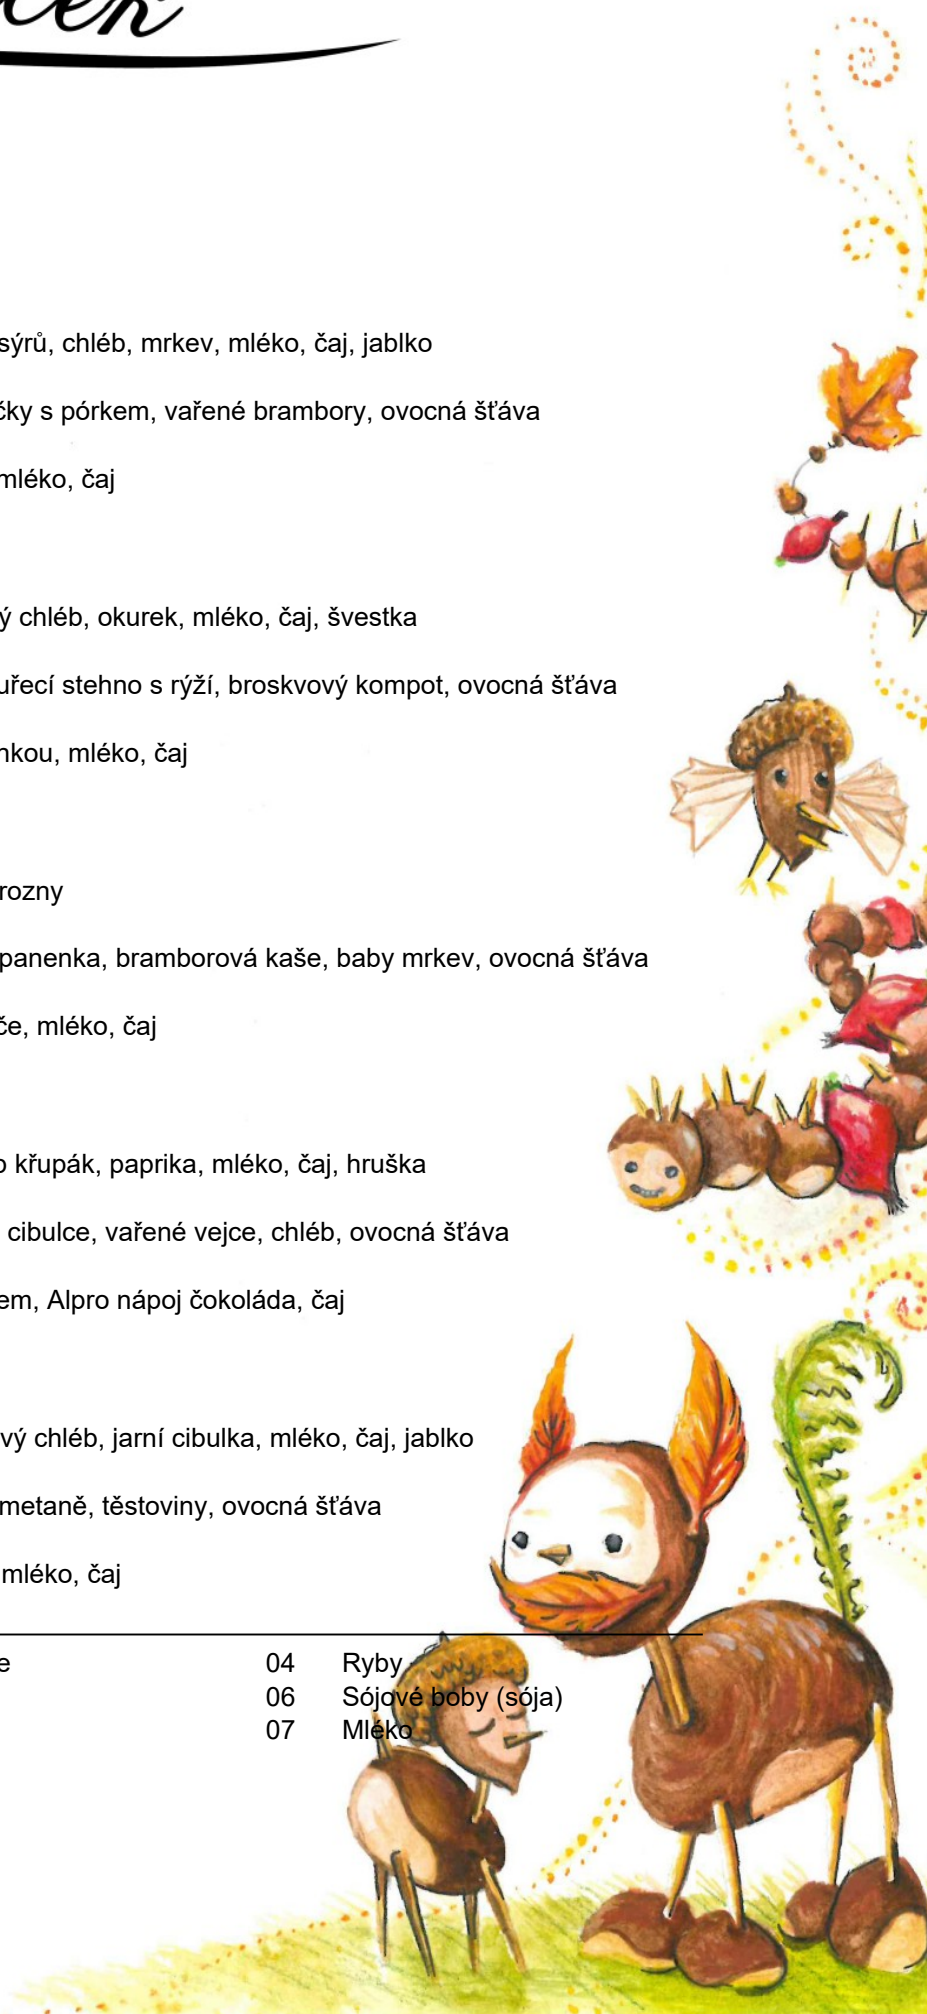 sýrů, chléb, mrkev, mléko, čaj, jablko
čky s pórkem, vařené brambory, ovocná šťáva
mléko, čaj
ý chléb, okurek, mléko, čaj, švestka
uřecí stehno s rýží, broskvový kompot, ovocná šťáva
nkou, mléko, čaj
rozny
panenka, bramborová kaše, baby mrkev, ovocná šťáva
če, mléko, čaj
o křupák, paprika, mléko, čaj, hruška
cibulce, vařené vejce, chléb, ovocná šťáva
em, Alpro nápoj čokoláda, čaj
vý chléb, jarní cibulka, mléko, čaj, jablko
metaně, těstoviny, ovocná šťáva
mléko, čaj
e 04 Ryby
06 Sójové boby (sója)
07 Mléko